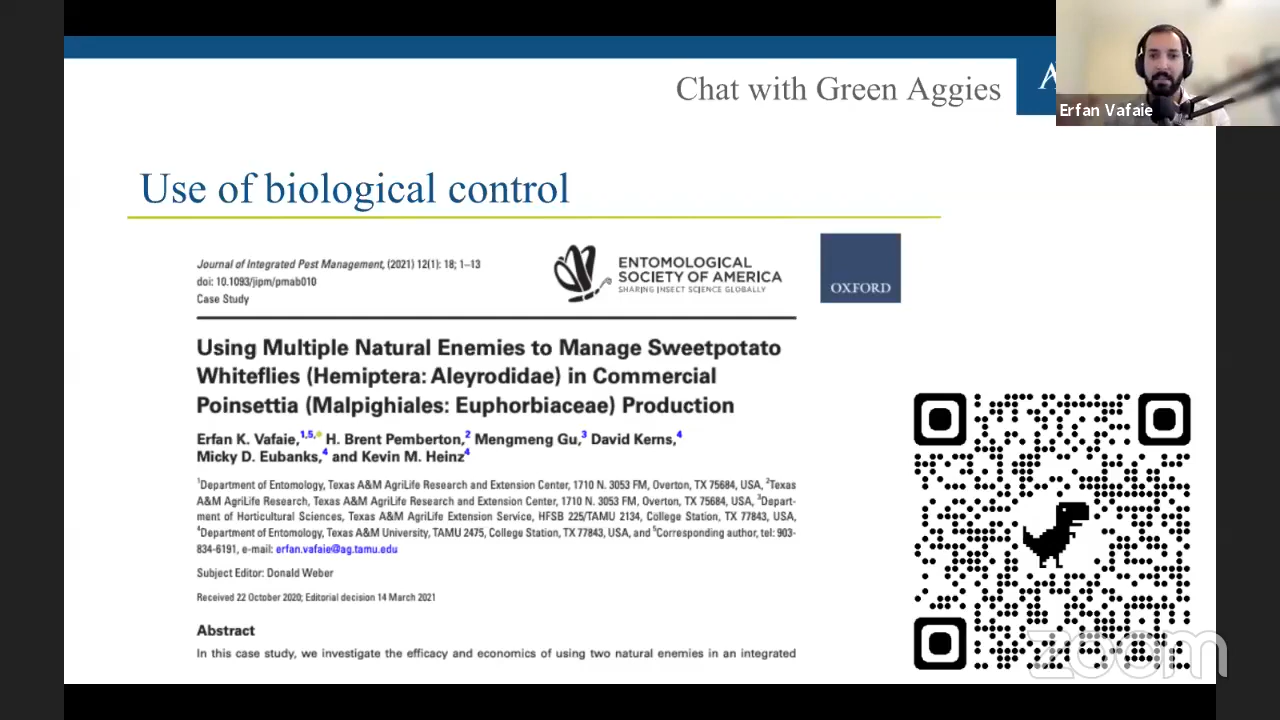 Chat with Green Aggies
A
Erfan Vafaie
Use of biological control
Journal of Integrated Pest Management, (2021) 12(1): 18; 1–13
doi: 10.1093/jipm/pmab010
Case Study
ENTOMOLOGICAL
SOCIETY OF AMERICA
SHARING INSECT SCIENCE GLOBALLY
OXFORD
Using Multiple Natural Enemies to Manage Sweetpotato
Whiteflies (Hemiptera: Aleyrodidae) in Commercial
Poinsettia (Malpighiales: Euphorbiaceae) Production
Erfan K. Vafaie,1,5, H. Brent Pemberton,2 Mengmeng Gu,3 David Kerns,4
Micky D. Eubanks,4 and Kevin M. Heinz4
1Department of Entomology, Texas A&M AgriLife Research and Extension Center, 1710 N. 3053 FM, Overton, TX 75684, USA, 2Texas
A&M AgriLife Research, Texas A&M AgriLife Research and Extension Center, 1710 N. 3053 FM, Overton, TX 75684, USA, 3Depart-
ment of Horticultural Sciences, Texas A&M AgriLife Extension Service, HFSB 225/TAMU 2134, College Station, TX 77843, USA,
4Department of Entomology, Texas A&M University, TAMU 2475, College Station, TX 77843, USA, and 5Corresponding author, tel: 903-
834-6191, e-mail: erfan.vafaie@ag.tamu.edu
Subject Editor: Donald Weber
Received 22 October 2020; Editorial decision 14 March 2021
Abstract
In this case study, we investigate the efficacy and economics of using two natural enemies in an integrated
zoom